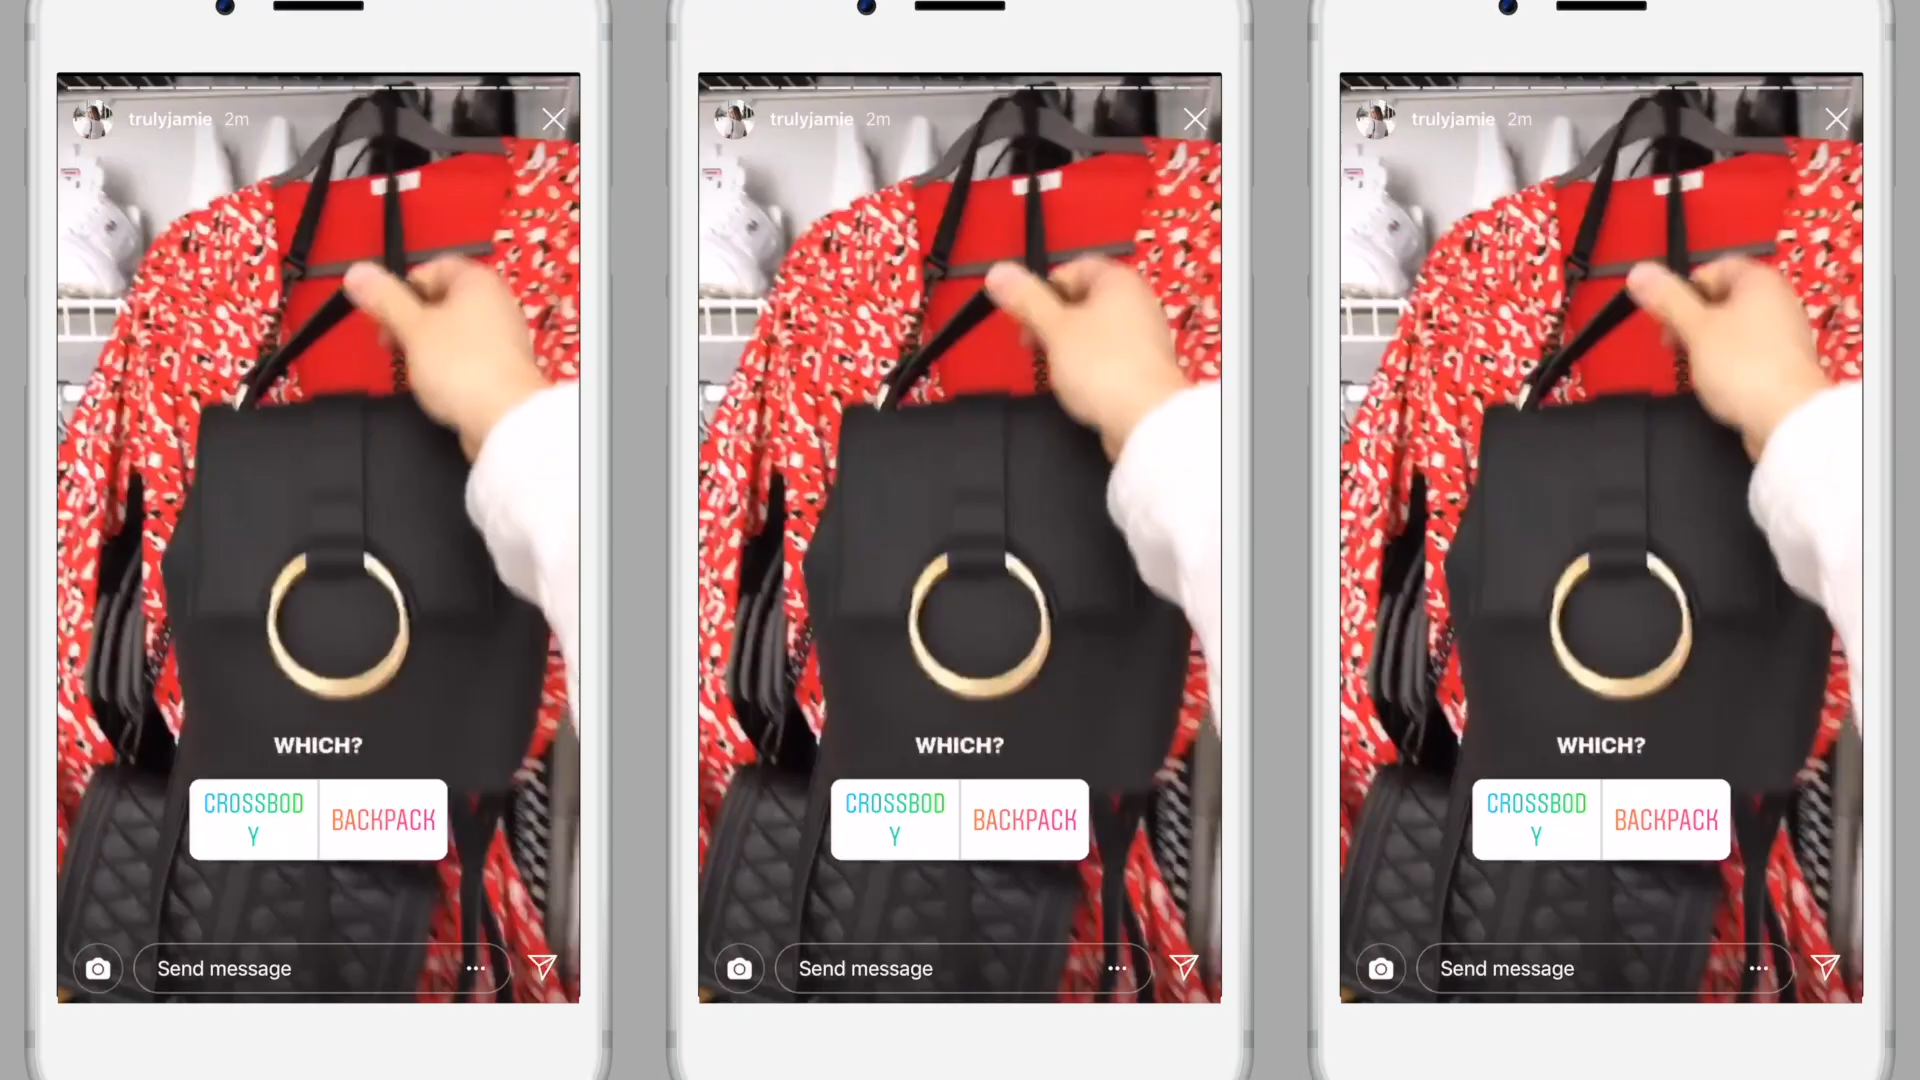 trulyjamie 2m
WHICH?
CROSSBOD
Y
BACKPACK
Send message
trulyjamie 2m
WHICH?
CROSSBOD
Y
BACKPACK
Send message
trulyjamie 2m
WHICH?
CROSSBOD
Y
BACKPACK
Send message